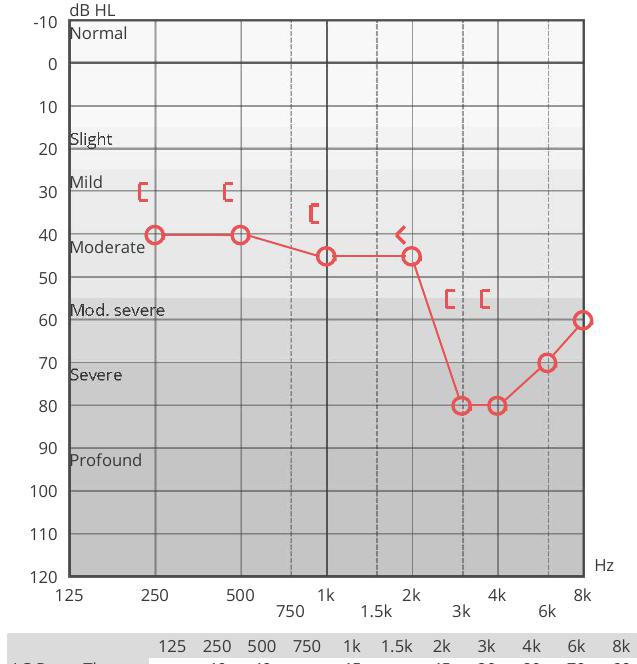 dB HL
-10
Normal
0
10
Slight
20
Mild
30
40
Moderate
50
Mod. severe
60
70
Severe
80
90
Profound
100
110
120
Hz
125 250 500 1k 2k 4k 8k
750 1.5k 3k 6k
125 250 500 750 1k 1.5k 2k 3k 4k 6k 8k